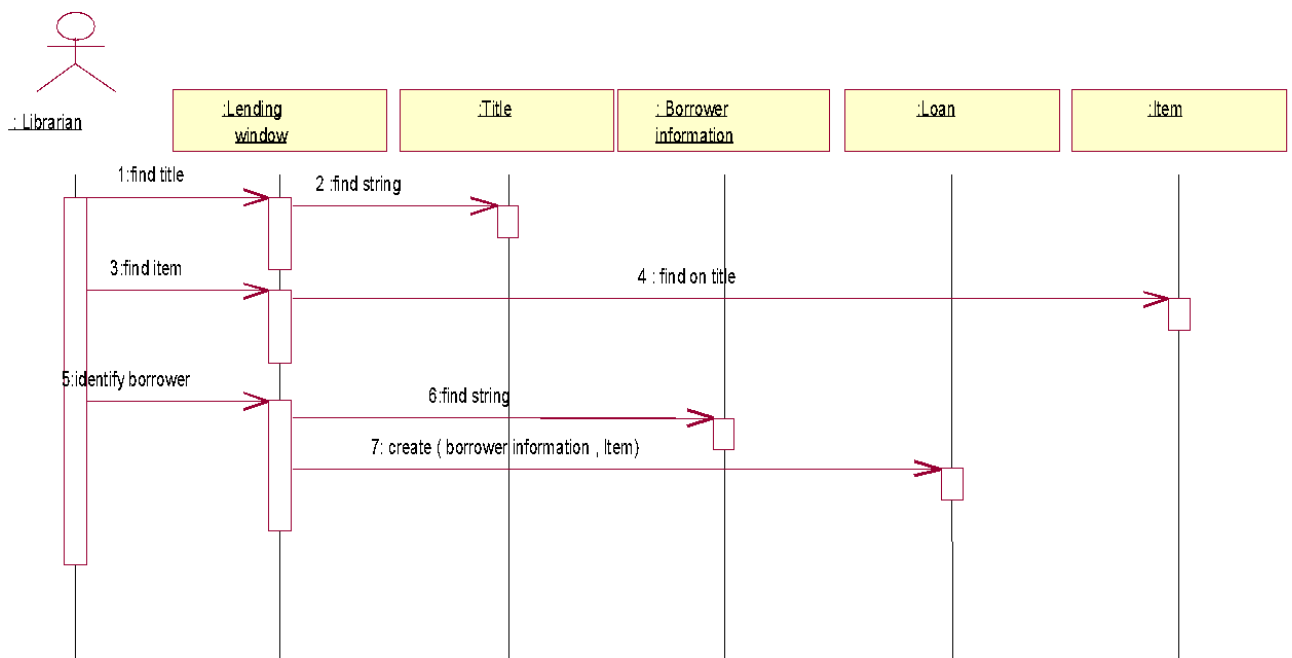 : Librarian
:Lending
window
:Title
: Borrower
information
:Loan
:Item
1:find title
2 :find string
3:find item
4 : find on title
5:identify borrower
6:find string
7: create ( borrower information , Item)